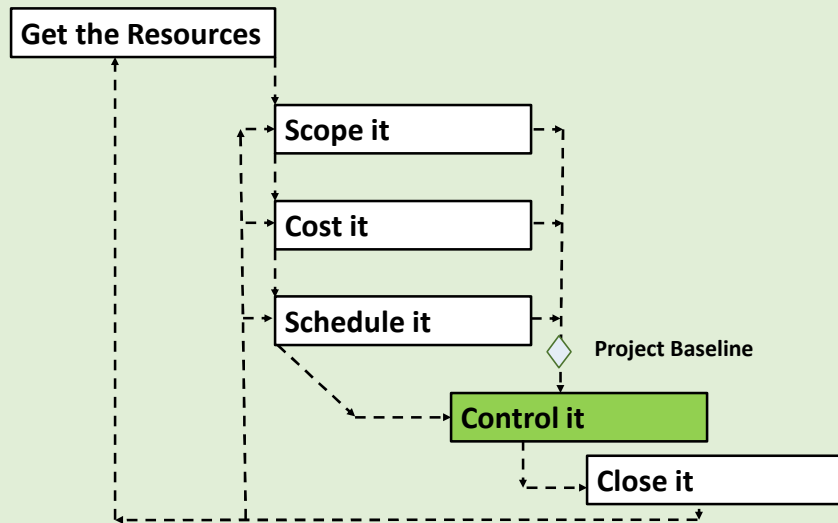 Get the Resources
Scope it
Cost it
Schedule it
Project Baseline
Control it
Close it